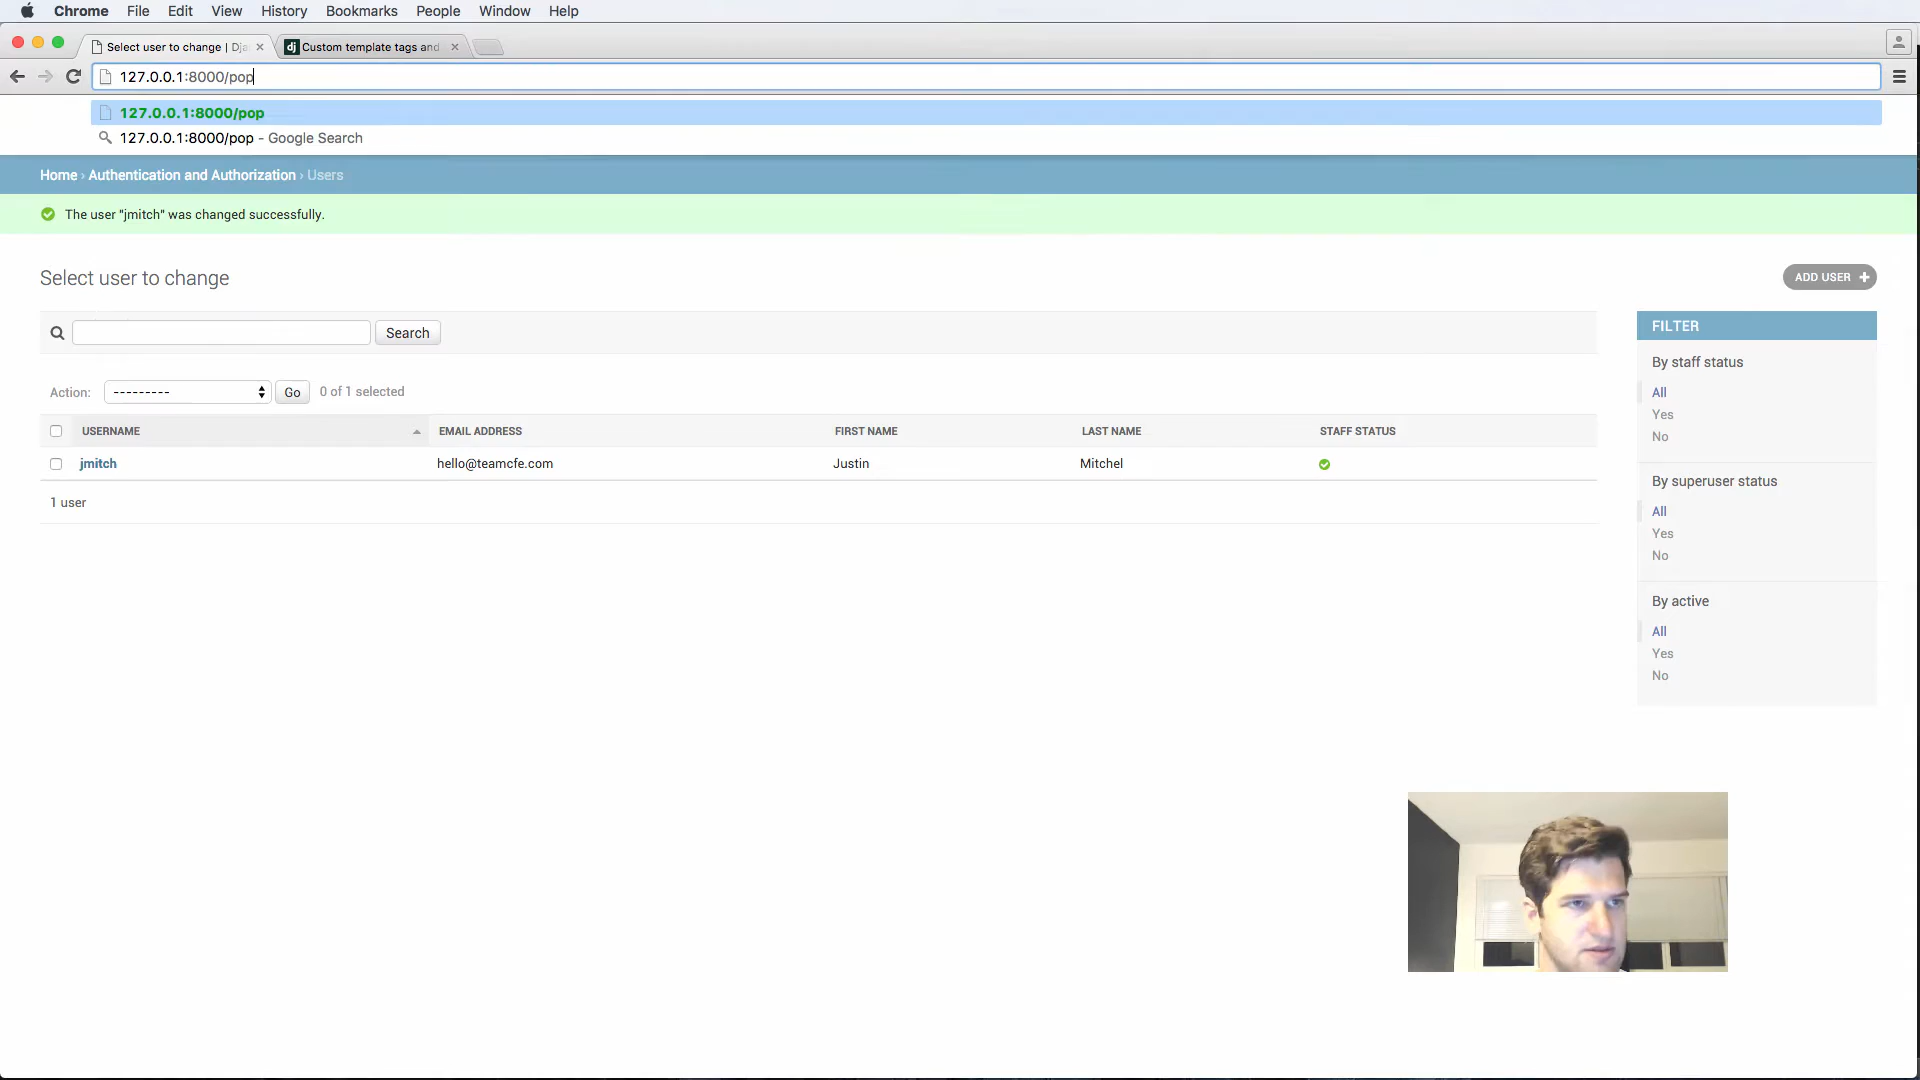 Chrome File Edit View History Bookmarks People Window Help
Select user to change | Dja
Custom template tags and
127.0.0.1:8000/pop
127.0.0.1:8000/pop
127.0.0.1:8000/pop - Google Search
Home › Authentication and Authorization › Users
The user "jmitch" was changed successfully.
Select user to change
ADD USER +
Search
FILTER
By staff status
All
Yes
No
Action: --------- Go 0 of 1 selected
USERNAME EMAIL ADDRESS FIRST NAME LAST NAME STAFF STATUS
jmitch hello@teamcfe.com Justin Mitchel
1 user
By superuser status
All
Yes
No
By active
All
Yes
No